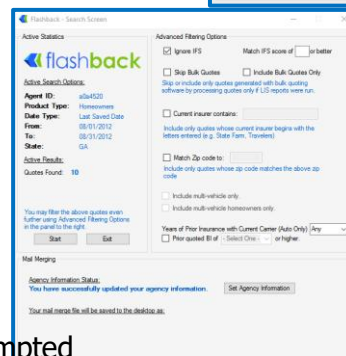 Flashback - Search Screen
Active Statistics
flashback
Active Search Options:
Agent ID: a0a4520
Product Type: Homeowners
Date Type: Last Saved Date
From: 08/01/2012
To: 08/31/2012
State: GA
Active Results:
Quotes Found: 10
You may filter the
above quotes even
further using Advanced
Filtering Options
in the panel to the right.
Start Exit
Advanced Filtering Options
Ignore IFS Match IFS score of or better
Skip Bulk Quotes Include Bulk Quotes Only
Skip or include only quotes generated with bulk quoting
software by processing quotes only if LIS reports were run.
Current insurer contains:
Include only quotes whose current insurer begins with the
letters entered (e.g. State Farm, Travelers)
Match Zip code to:
Include only quotes whose zip code matches the above zip
code
Include multi-vehicle only.
Include multi-vehicle homeowners only.
Years of Prior Insurance with Current Carrier (Auto Only) Any
Prior quoted BI of - Select One - or higher.
Mail Merging
Agency Information Status:
You have successfully updated your agency information. Set Agency Information
Your mail merge file will be saved to the desktop as:
mpted